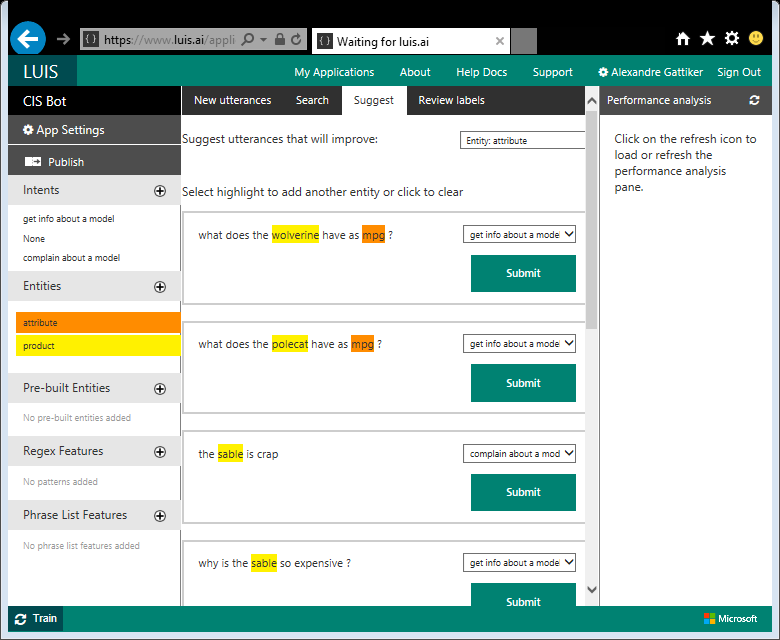 https://www.luis.ai/appli
Waiting for luis.ai
LUIS
My Applications
About
Help Docs
Support
Alexandre Gattiker
Sign Out
CIS Bot
New utterances
Search
Suggest
Review labels
Performance analysis
App Settings
Publish
Intents
get info about a model
None
complain about a model
Entities
attribute
product
Pre-built Entities
No pre-built entities added
Regex Features
No patterns added
Phrase List Features
No phrase list features added
Suggest utterances that will improve:
Entity: attribute
Select highlight to add another entity or click to clear
what does the wolverine have as mpg ?
get info about a model
Submit
what does the polecat have as mpg ?
get info about a model
Submit
the sable is crap
complain about a mod
Submit
why is the sable so expensive ?
get info about a model
Submit
Click on the refresh icon to
load or refresh the
performance analysis
pane.
Train
Microsoft